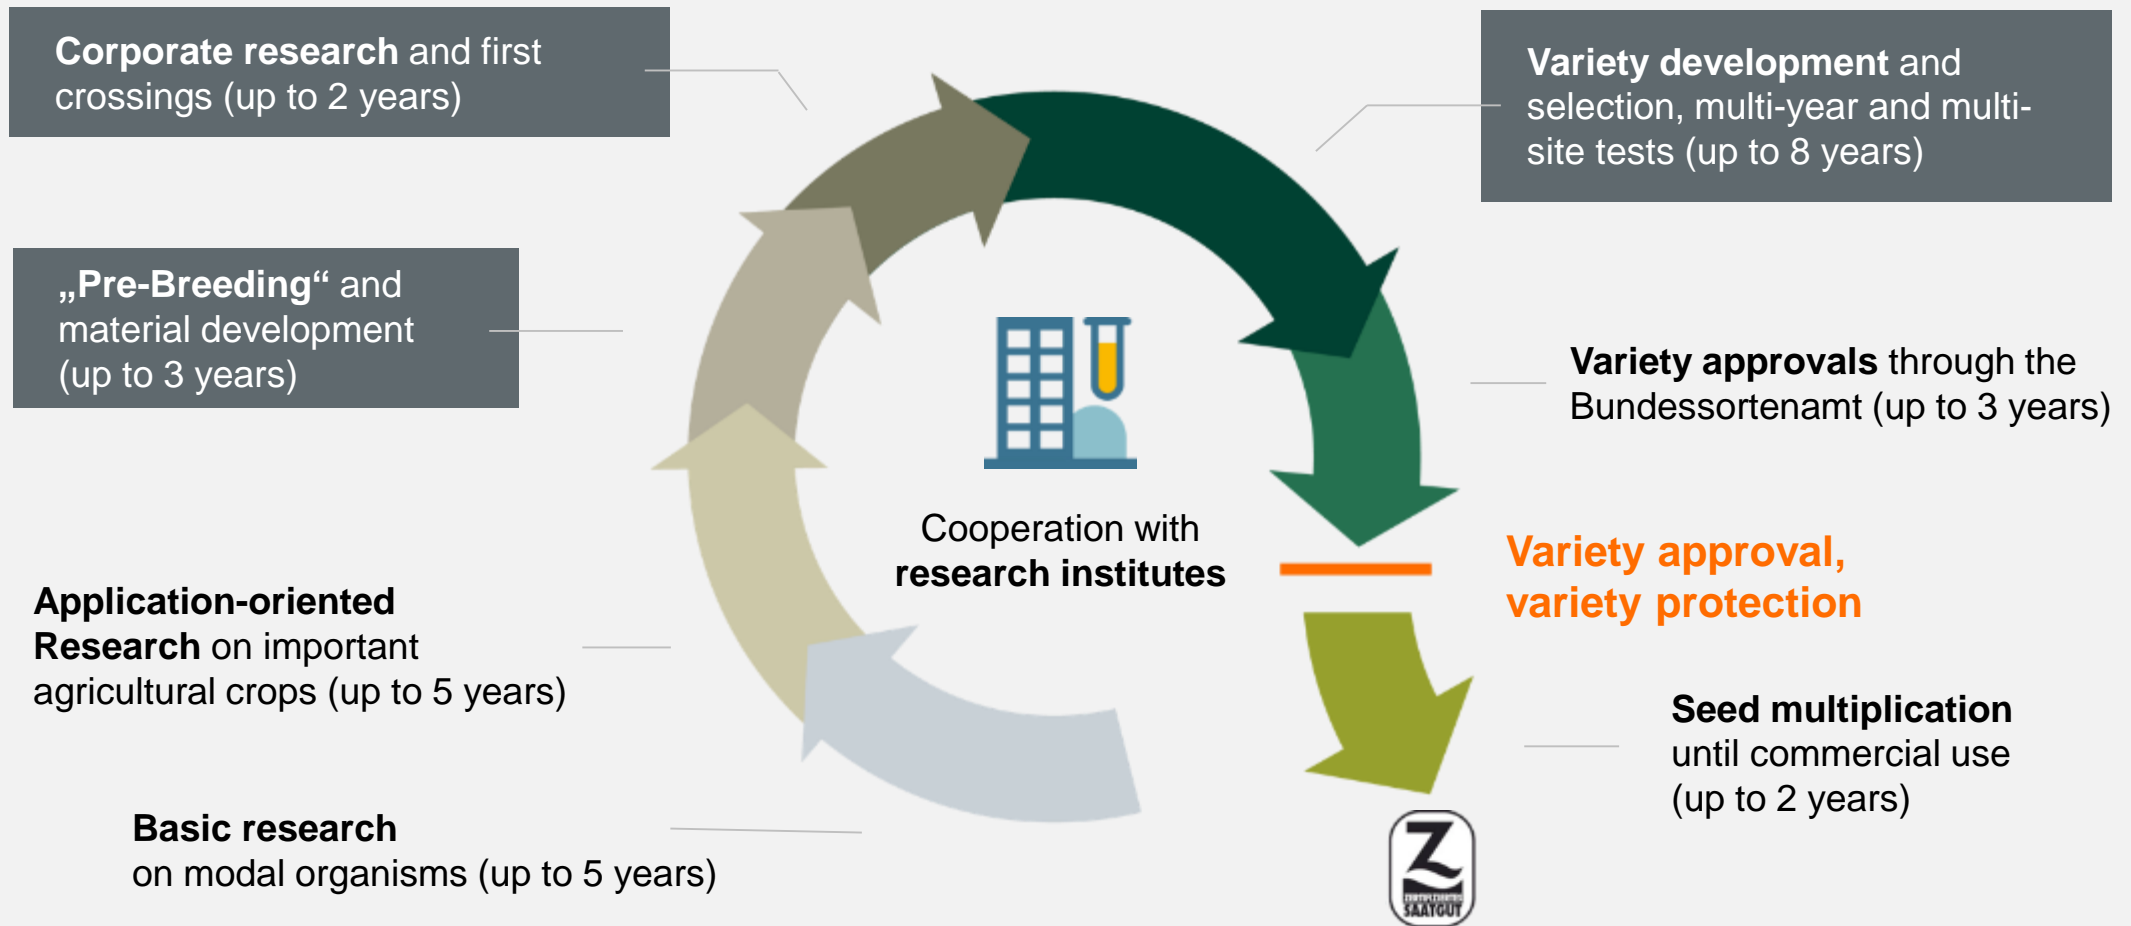 Corporate research and first
crossings (up to 2 years)
Variety development and
selection, multi-year and multi-
site tests (up to 8 years)
„Pre-Breeding“ and
material development
(up to 3 years)
Variety approvals through the
Bundessortenamt (up to 3 years)
Cooperation with
research institutes
Variety approval,
variety protection
Application-oriented
Research on important
agricultural crops (up to 5 years)
Seed multiplication
until commercial use
(up to 2 years)
Basic research
on modal organisms (up to 5 years)
Z
ZERTIFIZIERTES
SAATGUT